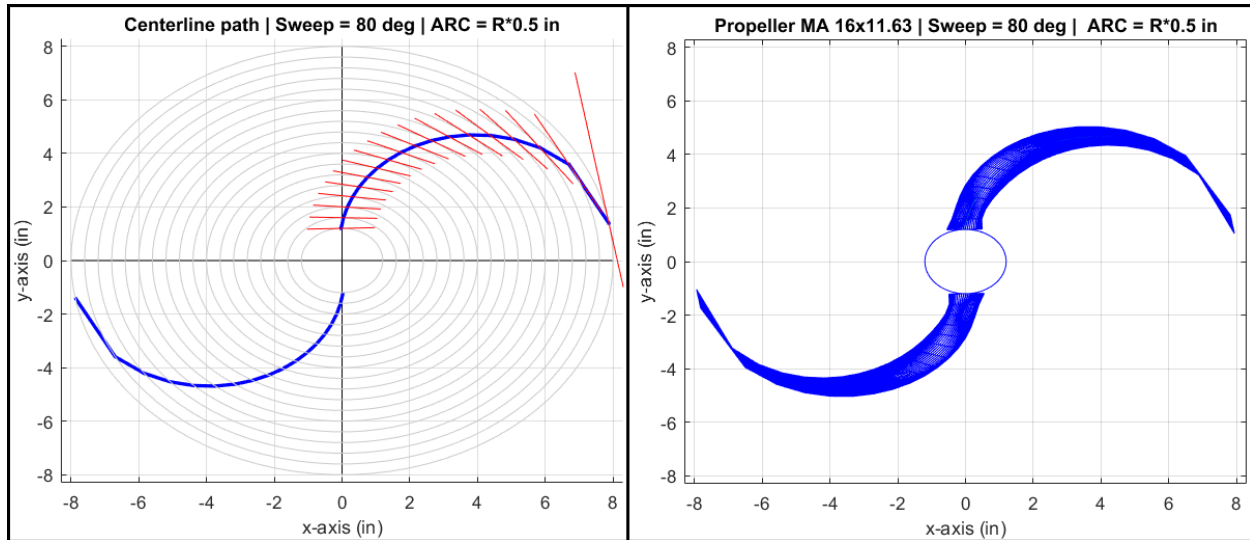 Centerline path | Sweep = 80 deg | ARC = R*0.5 in
8
6
4
2
0
-2
-4
-6
-8
y-axis (in)
-8 -6 -4 -2 0 2 4 6 8
x-axis (in)
Propeller MA 16x11.63 | Sweep = 80 deg | ARC = R*0.5 in
8
6
4
2
0
-2
-4
-6
-8
y-axis (in)
-8 -6 -4 -2 0 2 4 6 8
x-axis (in)